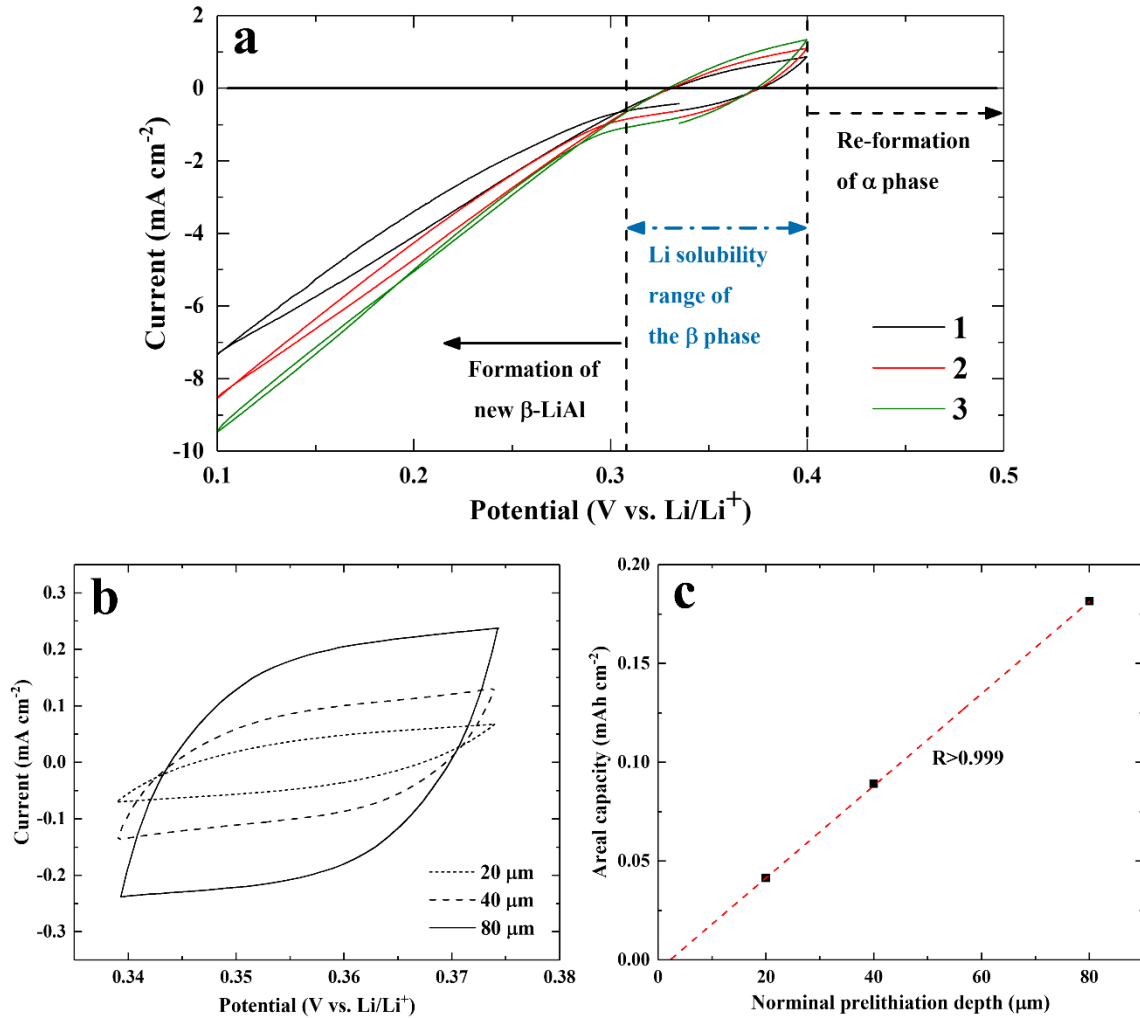 a
2
0
-2
-4
-6
-8
-10
Current (mA cm-2)
Re-formation
of α phase
Li solubility
range of
the β phase
Formation of
new β-LiAl
1
2
3
0.1 0.2 0.3 0.4 0.5
Potential (V vs. Li/Li+)
b
0.3
0.2
0.1
0.0
-0.1
-0.2
-0.3
Current (mA cm-2)
20 μm
40 μm
80 μm
0.34 0.35 0.36 0.37 0.38
Potential (V vs. Li/Li+)
c
0.20
0.15
0.10
0.05
0.00
Areal capacity (mAh cm-2)
R>0.999
0 20 40 60 80
Norminal prelithiation depth (μm)